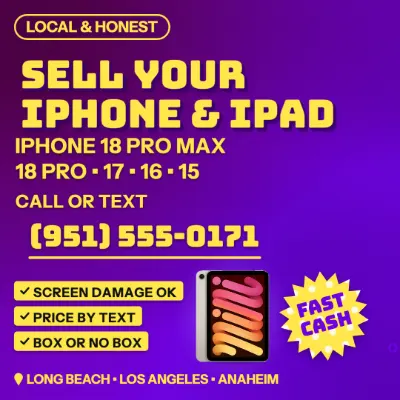 LOCAL & HONEST
SELL YOUR
IPHONE & IPAD
IPHONE 18 PRO MAX
18 PRO ▪ 17 ▪ 16 ▪ 15
CALL OR TEXT
(951) 555-0171
✓ SCREEN DAMAGE OK
✓ PRICE BY TEXT
✓ BOX OR NO BOX
FAST
CASH
LONG BEACH ▪ LOS ANGELES ▪ ANAHEIM